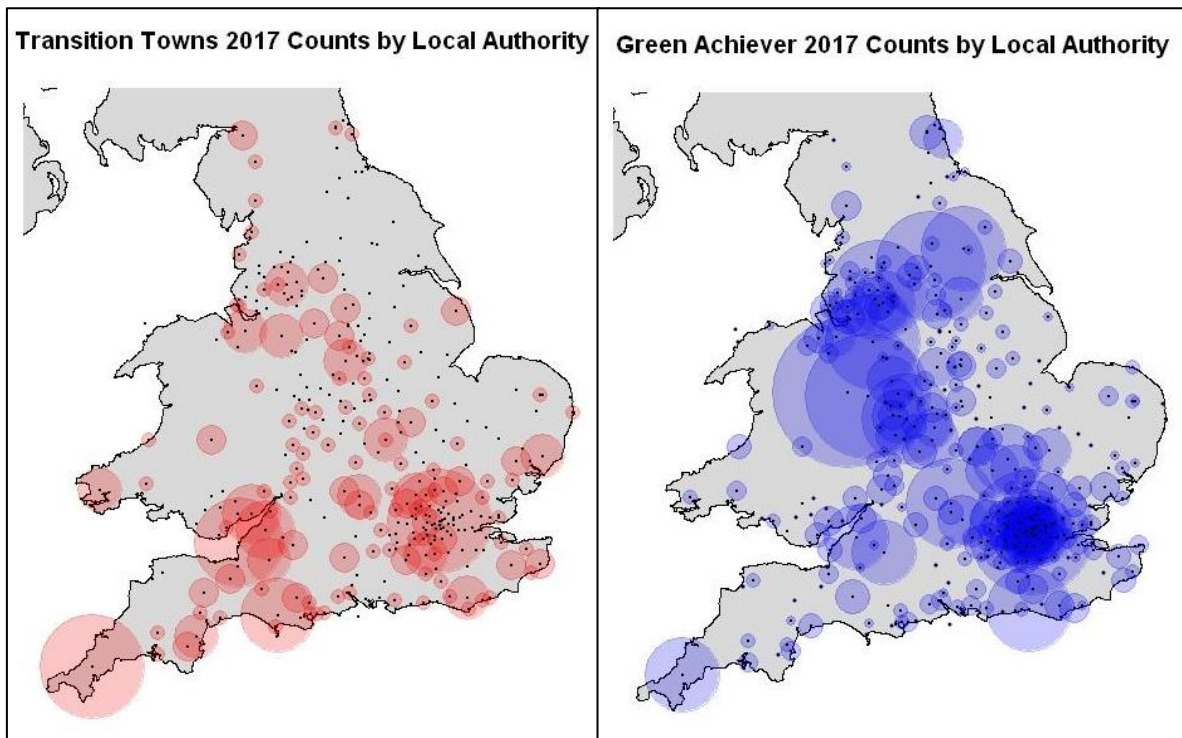 Transition Towns 2017 Counts by Local Authority
Green Achiever 2017 Counts by Local Authority